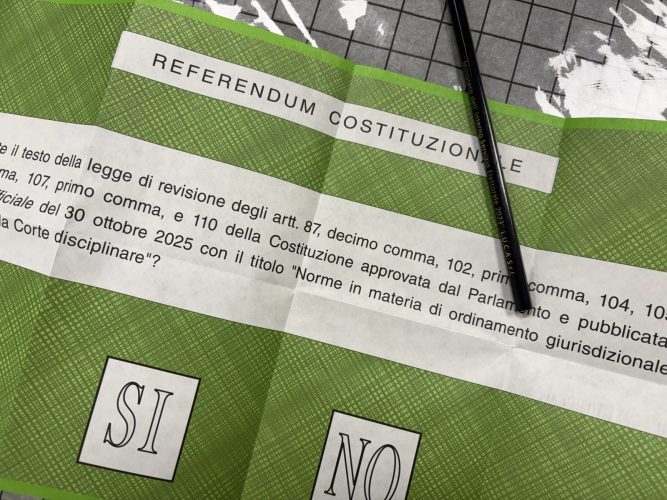 REFERENDUM COSTITUZIONALE
e il testo della legge di revisione degli artt. 87, decimo comma, 102, primo comma, 104, 105
ma, 107, primo comma, e 110 della Costituzione approvata dal Parlamento e pubblicata
ficiale del 30 ottobre 2025 con il titolo "Norme in materia di ordinamento giurisdizionale
la Corte disciplinare"?
SI
NO